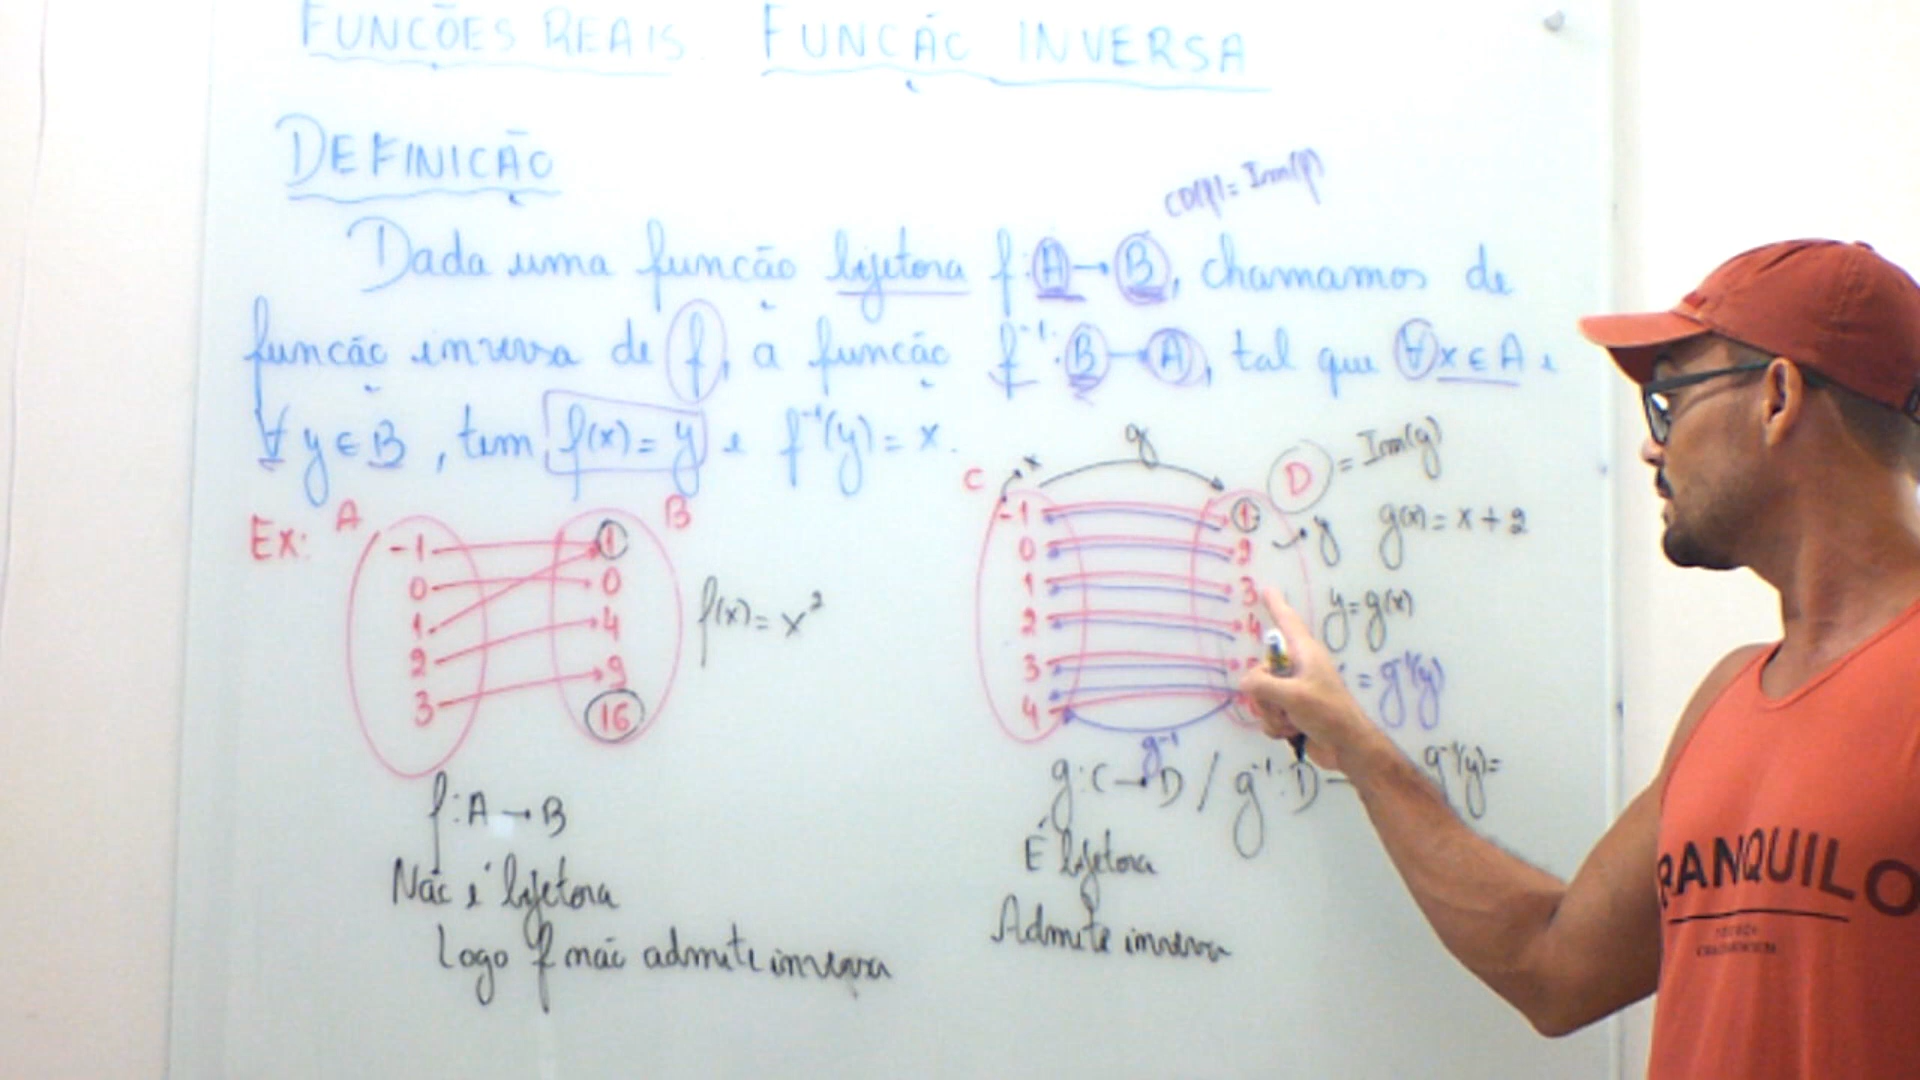 FUNÇÕES REAIS FUNÇÃO INVERSA
DEFINIÇÃO
CD(f) = Im(f)
Dada uma função bijetora f: A → B, chamamos de
função inversa de f, a função f⁻¹: B → A, tal que ∀ x ∈ A e
∀ y ∈ B, tem f(x) = y e f⁻¹(y) = x.
Ex: A B
-1 1
0 0
1 4
2 9
3 16
f(x) = x²
f: A → B
Não é bijetora
Logo f não admite inversa
C x g D = Im(g)
-1 1
0 2
1 3
2 4
3
4
y g(x) = x + 2
y = g(x)
= g⁻¹(y)
g⁻¹
g: C → D / g⁻¹: D → g⁻¹(y) =
É bijetora
Admite inversa
RANQUILO